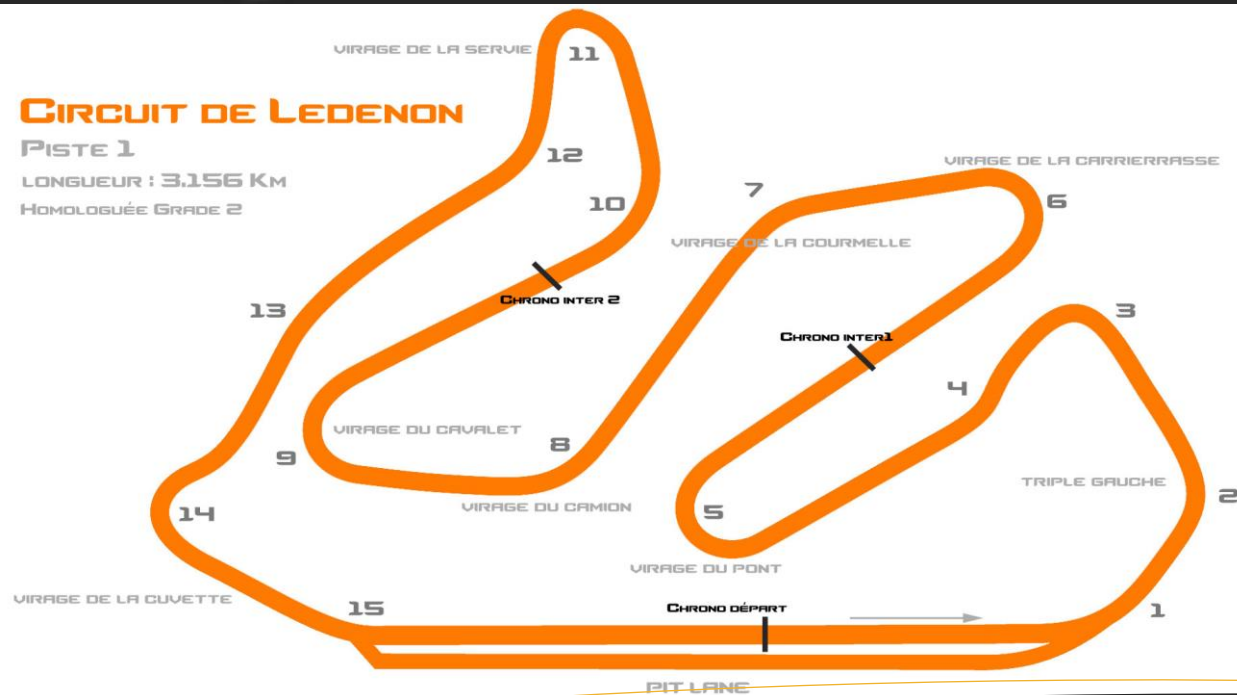 VIRAGE DE LA SERVIE
11
CIRCUIT DE LEDENON
PISTE 1
LONGUEUR : 3.156 KM
HOMOLOGUÉE GRADE 2
12
VIRAGE DE LA CARRIERRASSE
7
6
10
VIRAGE DE LA COURMELLE
CHRONO INTER 2
13
3
CHRONO INTER1
4
VIRAGE DU CAVALET
8
9
TRIPLE GAUCHE
2
VIRAGE DU CAMION
5
14
VIRAGE DU PONT
VIRAGE DE LA CUVETTE
15
CHRONO DÉPART
1
PIT LANE